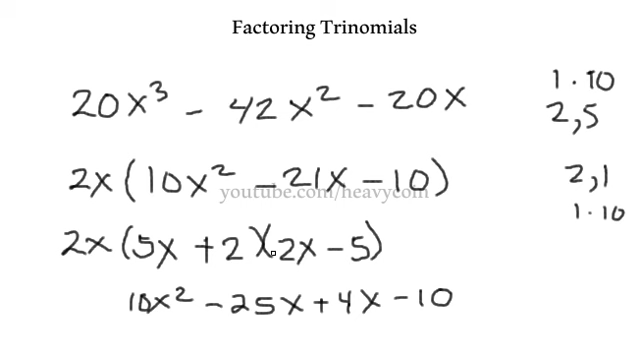 Factoring Trinomials
20x³ - 42x² - 20x
1 · 10
2,5
2x(10x² - 21x - 10)
2,1
youtube.com/heavycom
1 · 10
2x(5x + 2)(2x - 5)
10x² - 25x + 4x - 10